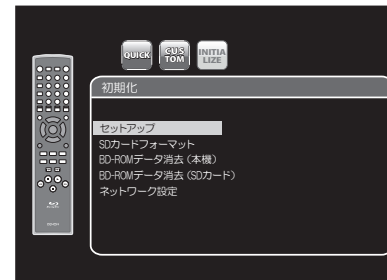 QUICK
CUS
TOM
INITIA
LIZE
初期化
セットアップ
SDカードフォーマット
BD-ROMデータ消去（本機）
BD-ROMデータ消去（SDカード）
ネットワーク設定